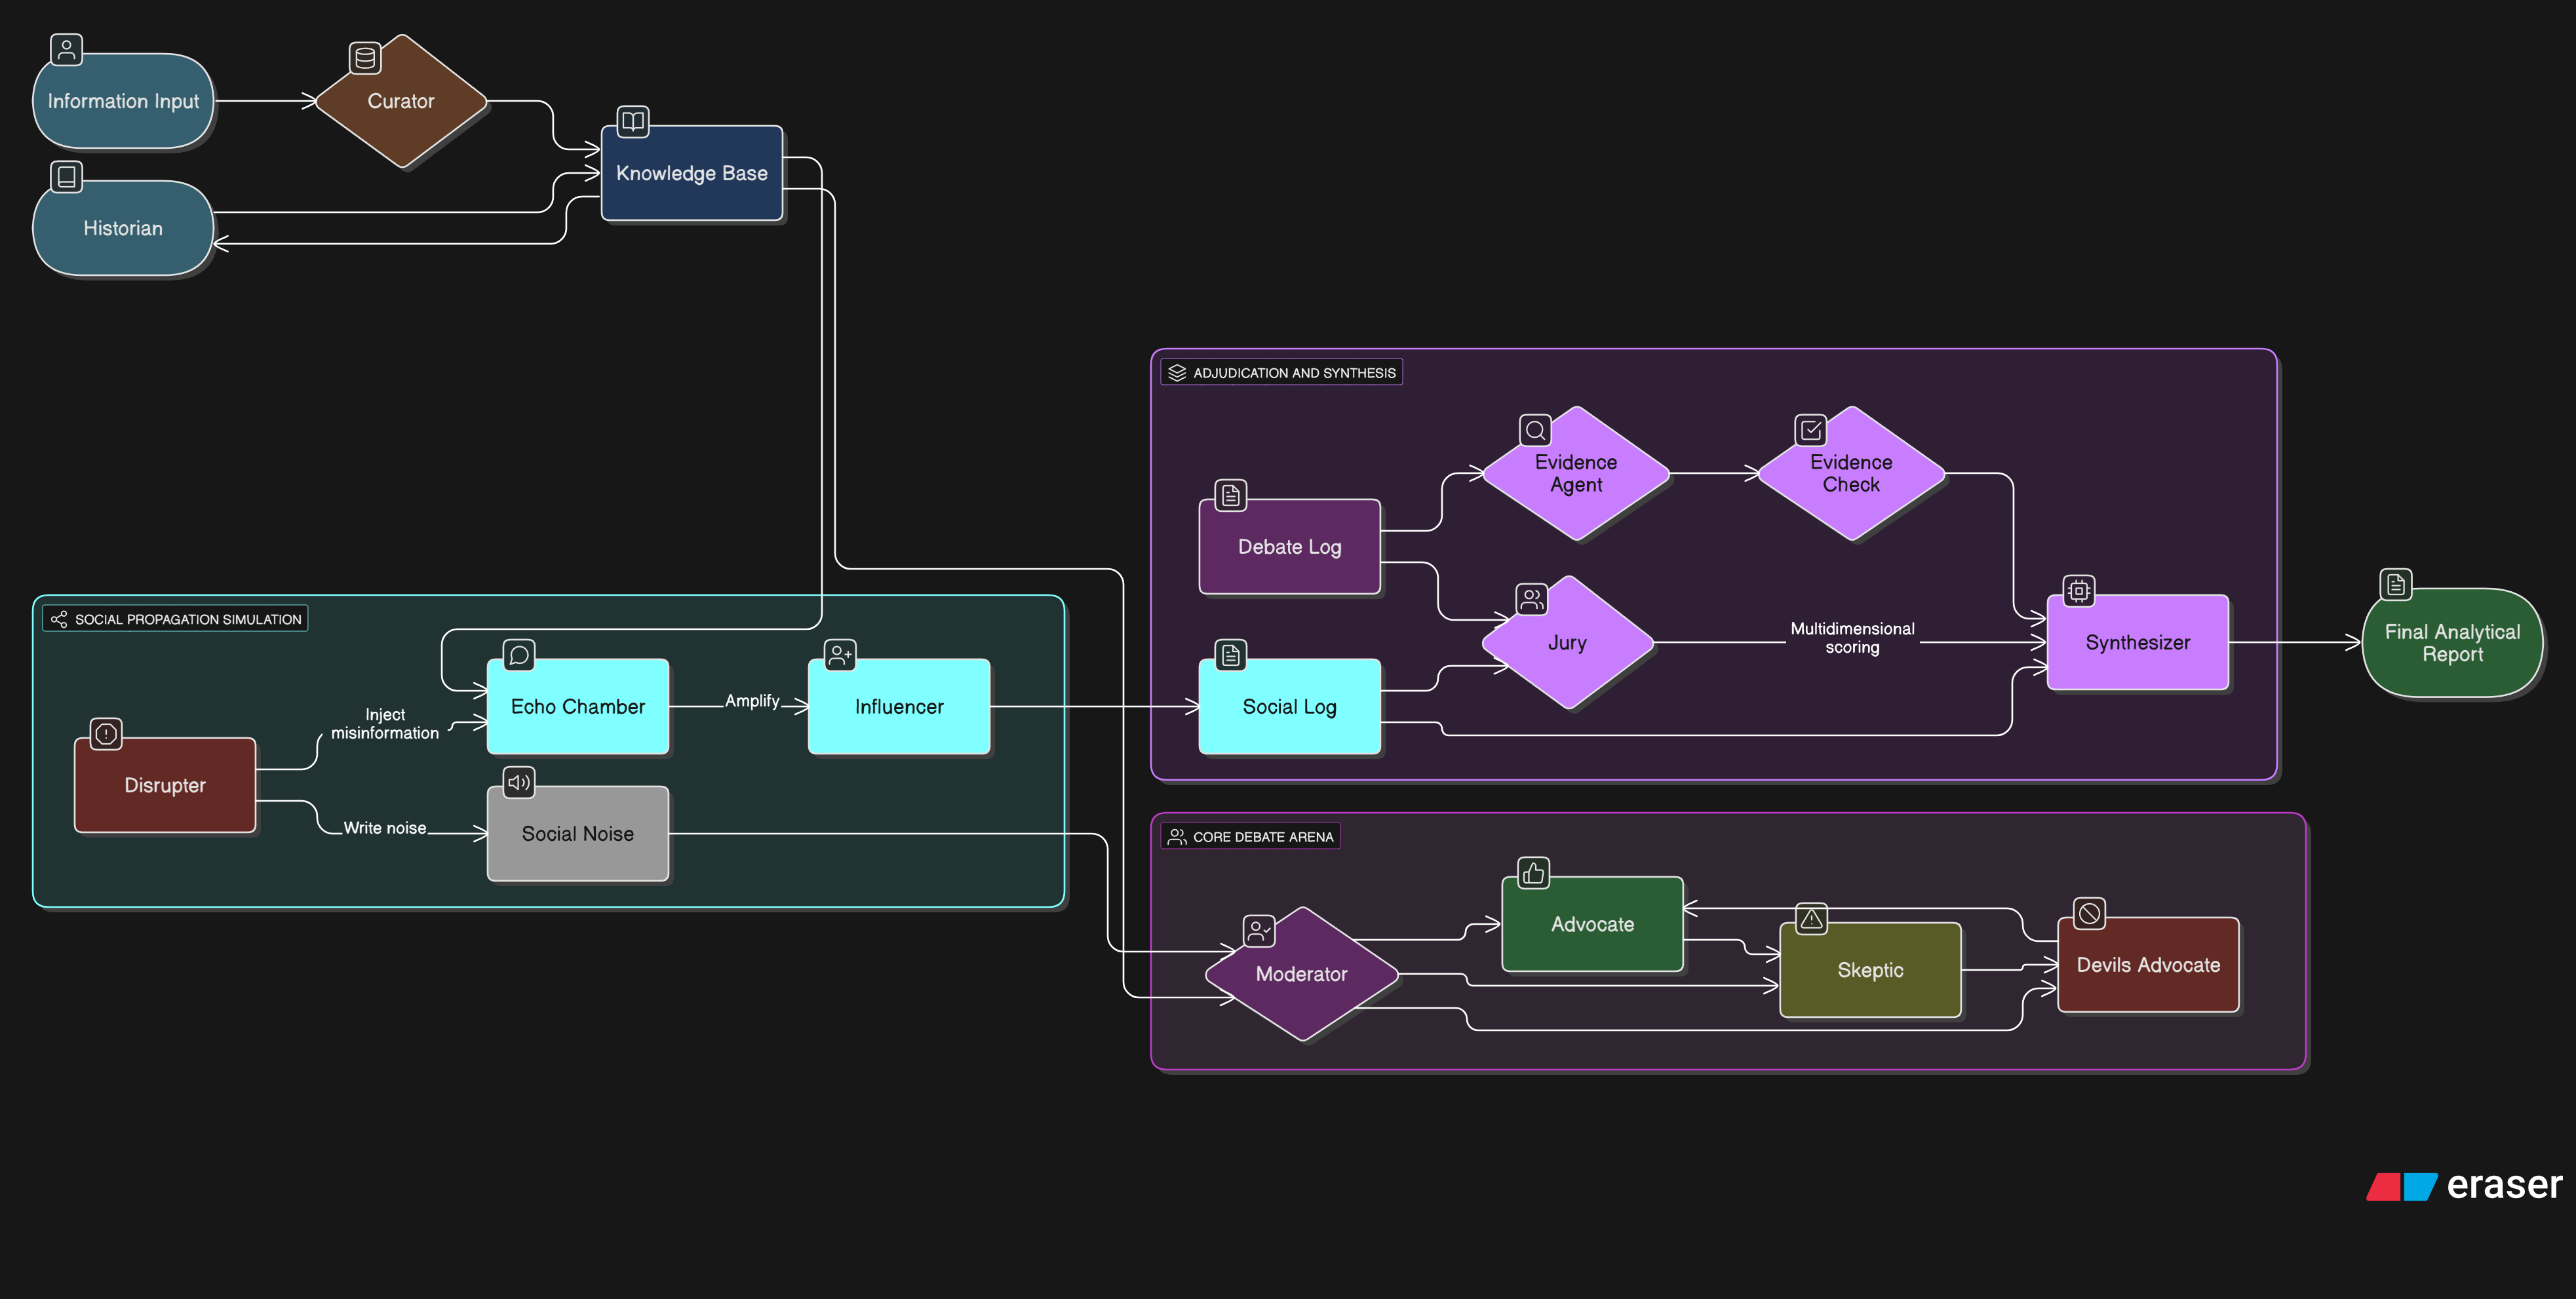 Information Input
Curator
Knowledge Base
Historian
ADJUDICATION AND SYNTHESIS
Evidence
Agent
Evidence
Check
Debate Log
Jury
Multidimensional
scoring
Synthesizer
Final Analytical
Report
Social Log
SOCIAL PROPAGATION SIMULATION
Echo Chamber
Amplify
Influencer
Inject
misinformation
Disrupter
Write noise
Social Noise
CORE DEBATE ARENA
Moderator
Advocate
Skeptic
Devils Advocate
eraser